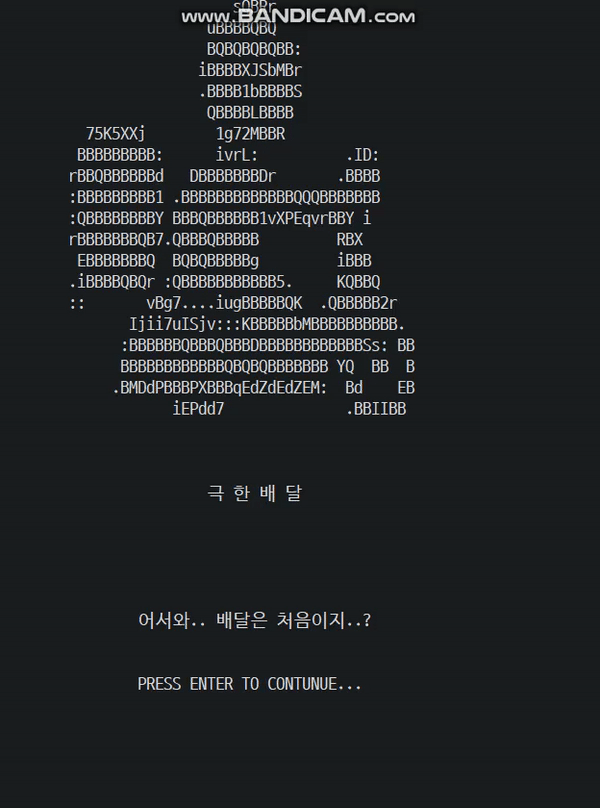 www.BANDICAM.com
sQBBr
uBBBBQBQ
BQBQBQBQBB:
iBBBBXJSbMBr
.BBBB1bBBBBS
QBBBBLBBBB
75K5XXj 1g72MBBR
BBBBBBBBB: ivrL: .ID:
rBBQBBBBBBd DBBBBBBBDr .BBBB
:BBBBBBBBB1 .BBBBBBBBBBBBBQQQBBBBBBB
:QBBBBBBBBY BBBQBBBBBB1vXPEqvrBBY i
rBBBBBBBQB7.QBBBQBBBBB RBX
EBBBBBBBQ BQBQBBBBBg iBBB
.iBBBBQBQr :QBBBBBBBBBBB5. KQBBQ
:: vBg7....iugBBBBBQK .QBBBBB2r
Ijii7uISjv:::KBBBBBbMBBBBBBBBBB.
:BBBBBBQBBBQBBBDBBBBBBBBBBBBSs: BB
BBBBBBBBBBBBQBQBQBBBBBBB YQ BB B
.BMDdPBBBPXBBBqEdZdEdZEM: Bd EB
iEPdd7 .BBIIBB
극 한 배 달
어서와.. 배달은 처음이지..?
PRESS ENTER TO CONTUNUE...